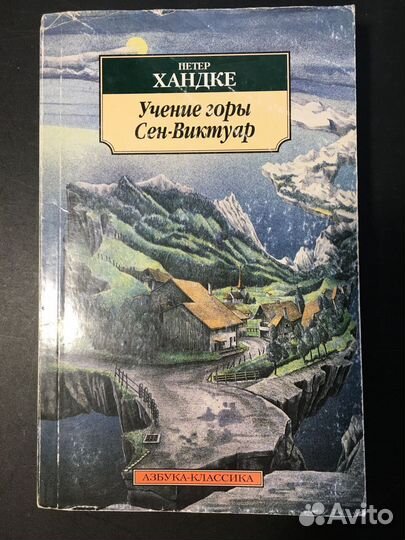 ПЕТЕР
ХАНДКЕ
Учение горы
Сен-Виктуар
АЗБУКА-КЛАССИКА
Avito